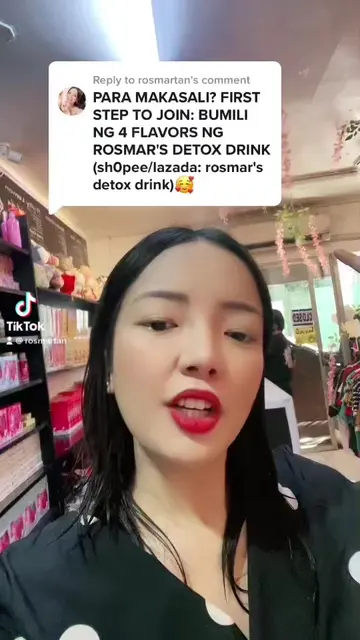 Reply to rosmartan's comment
PARA MAKASALI? FIRST
STEP TO JOIN: BUMILI
NG 4 FLAVORS NG
ROSMAR'S DETOX DRINK
(sh0pee/lazada: rosmar's
detox drink)🥰
TikTok
@rosmartan
CLOSED